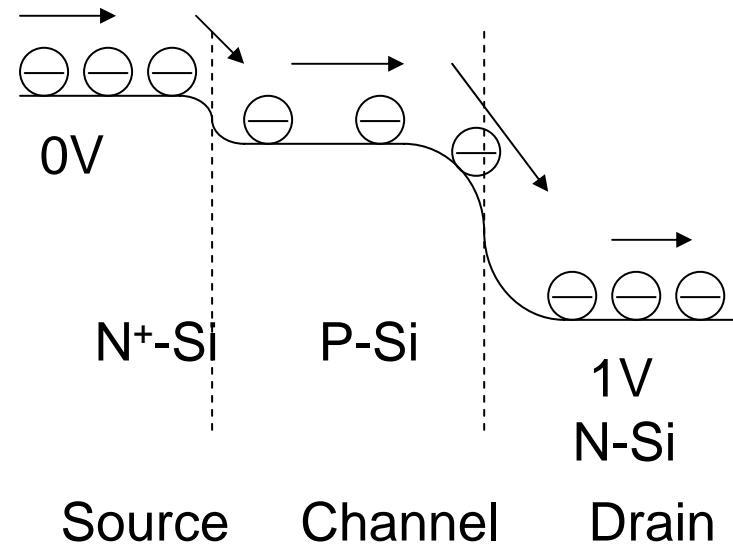 0V
N⁺-Si P-Si
1V
N-Si
Source Channel Drain